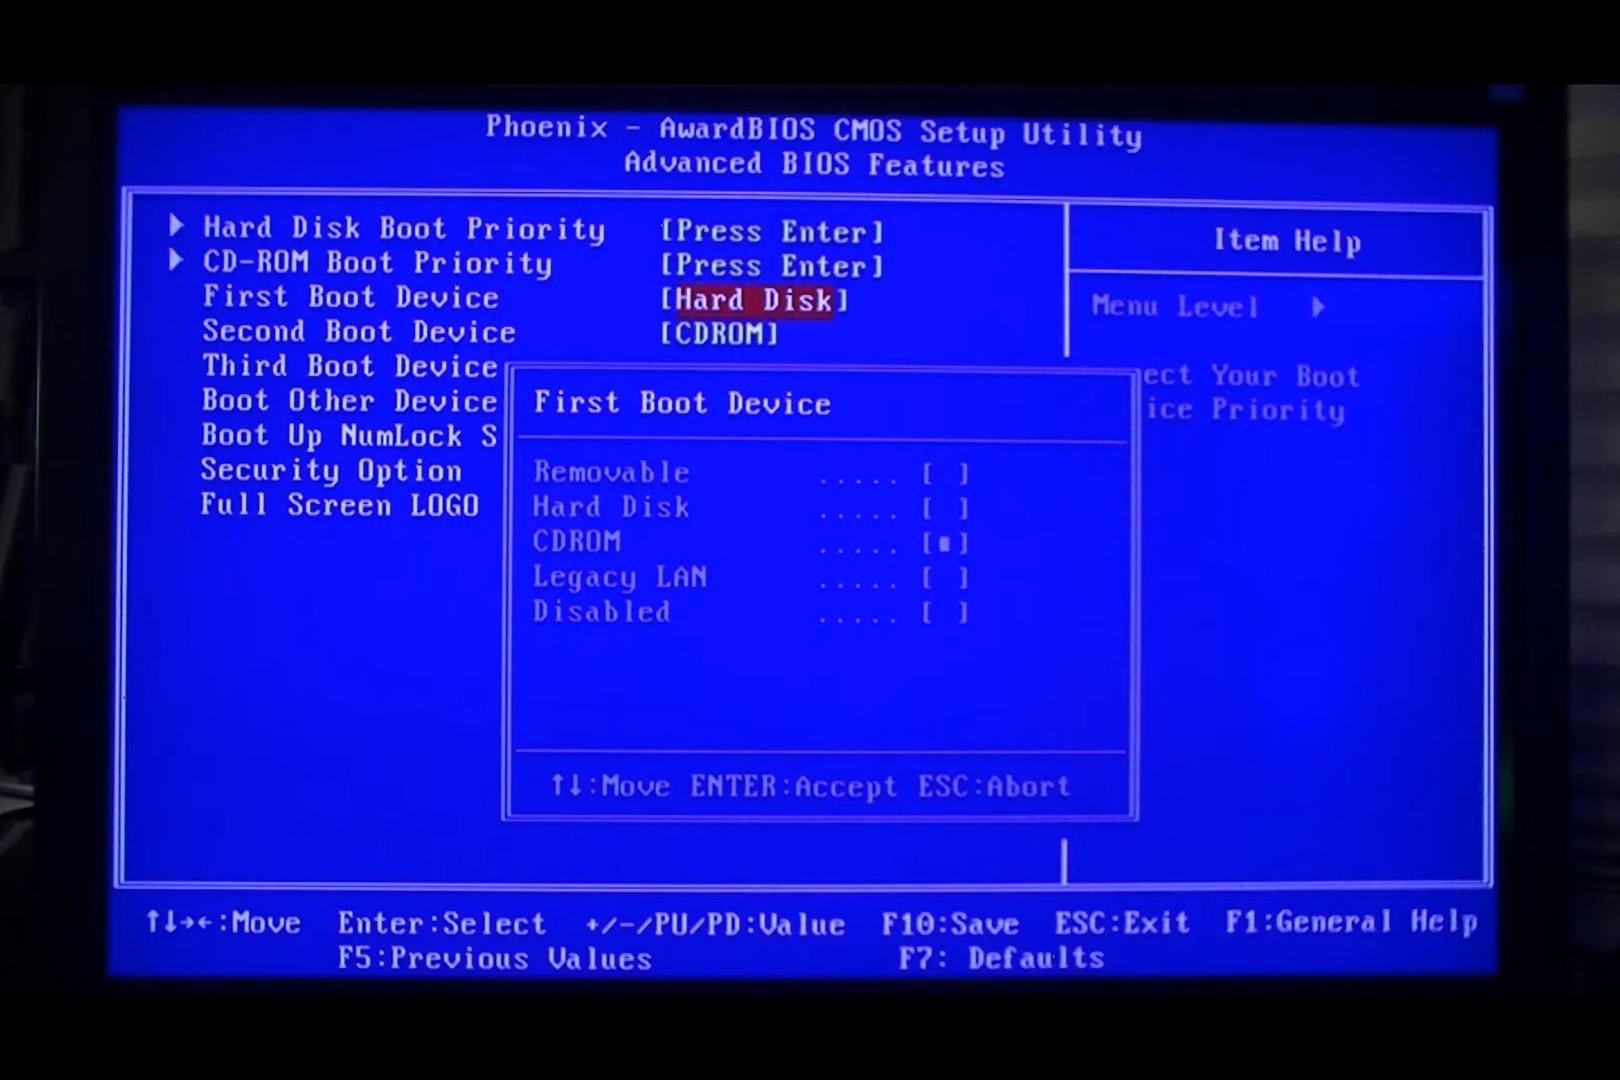 Phoenix - AwardBIOS CMOS Setup Utility
Advanced BIOS Features
Hard Disk Boot Priority [Press Enter]
CD-ROM Boot Priority [Press Enter]
First Boot Device [Hard Disk]
Second Boot Device [CDROM]
Third Boot Device
Boot Other Device
Boot Up NumLock S
Security Option
Full Screen LOGO
Item Help
Menu Level
ect Your Boot
ice Priority
First Boot Device
Removable ..... [ ]
Hard Disk ..... [ ]
CDROM ..... [■]
Legacy LAN ..... [ ]
Disabled ..... [ ]
↑↓:Move ENTER:Accept ESC:Abort
↑↓→←:Move Enter:Select +/-/PU/PD:Value F10:Save ESC:Exit F1:General Help
F5:Previous Values F7: Defaults